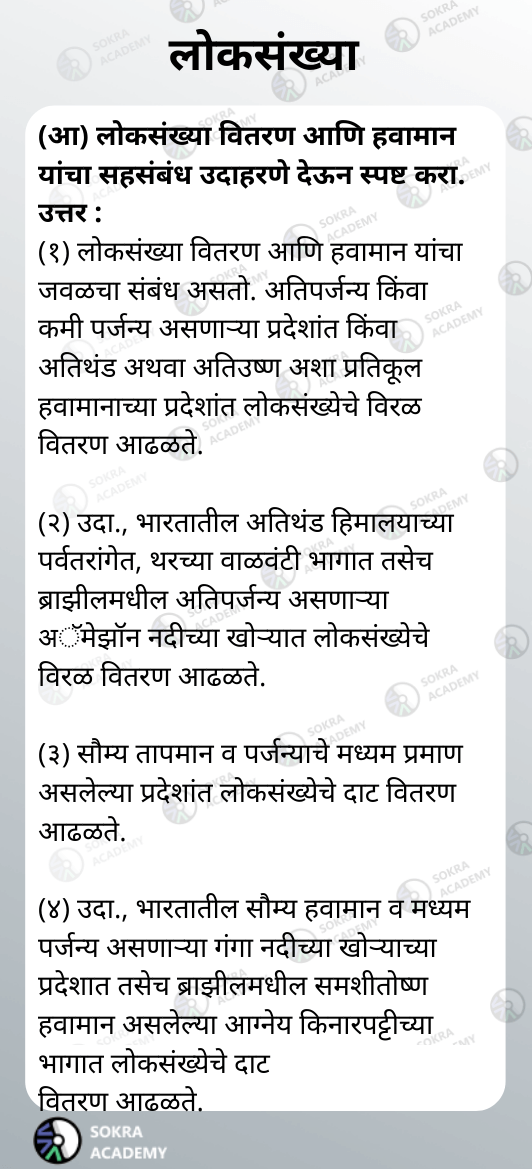 लोकसंख्या
(आ) लोकसंख्या वितरण आणि हवामान
यांचा सहसंबंध उदाहरणे देऊन स्पष्ट करा.
उत्तर :
(१) लोकसंख्या वितरण आणि हवामान यांचा
जवळचा संबंध असतो. अतिपर्जन्य किंवा
कमी पर्जन्य असणाऱ्या प्रदेशांत किंवा
अतिथंड अथवा अतिउष्ण अशा प्रतिकूल
हवामानाच्या प्रदेशांत लोकसंख्येचे विरळ
वितरण आढळते.
(२) उदा., भारतातील अतिथंड हिमालयाच्या
पर्वतरांगेत, थरच्या वाळवंटी भागात तसेच
ब्राझीलमधील अतिपर्जन्य असणाऱ्या
अॅमेझॉन नदीच्या खोऱ्यात लोकसंख्येचे
विरळ वितरण आढळते.
(३) सौम्य तापमान व पर्जन्याचे मध्यम प्रमाण
असलेल्या प्रदेशांत लोकसंख्येचे दाट वितरण
आढळते.
(४) उदा., भारतातील सौम्य हवामान व मध्यम
पर्जन्य असणाऱ्या गंगा नदीच्या खोऱ्याच्या
प्रदेशात तसेच ब्राझीलमधील समशीतोष्ण
हवामान असलेल्या आग्नेय किनारपट्टीच्या
भागात लोकसंख्येचे दाट
वितरण आढळते.
SOKRA
ACADEMY